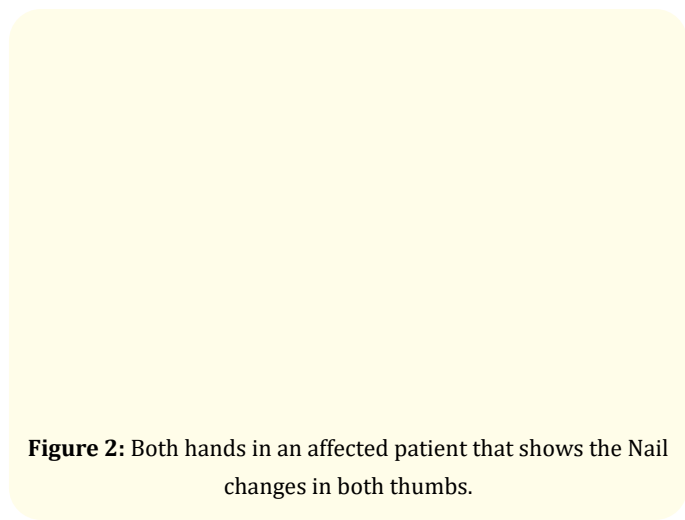 Figure 2: Both hands in an affected patient that shows the Nail
changes in both thumbs.